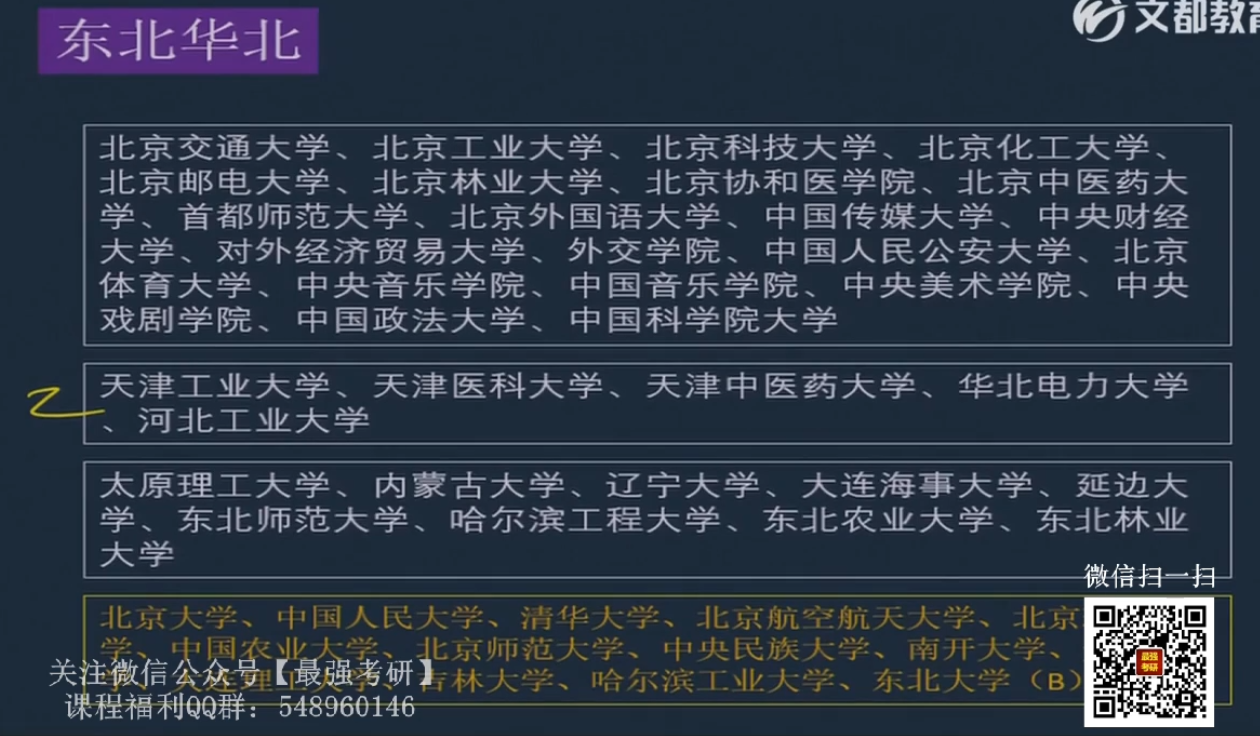 东北华北
文都教育
北京交通大学、北京工业大学、北京科技大学、北京化工大学、
北京邮电大学、北京林业大学、北京协和医学院、北京中医药大
学、首都师范大学、北京外国语大学、中国传媒大学、中央财经
大学、对外经济贸易大学、外交学院、中国人民公安大学、北京
体育大学、中央音乐学院、中国音乐学院、中央美术学院、中央
戏剧学院、中国政法大学、中国科学院大学
天津工业大学、天津医科大学、天津中医药大学、华北电力大学
、河北工业大学
太原理工大学、内蒙古大学、辽宁大学、大连海事大学、延边大
学、东北师范大学、哈尔滨工程大学、东北农业大学、东北林业
大学
微信扫一扫
北京大学、中国人民大学、清华大学、北京航空航天大学、北京
学、中国农业大学、北京师范大学、中央民族大学、南开大学、
吉林大学、哈尔滨工业大学、东北大学（B）
最强
考研
关注微信公众号【最强考研】
课程福利QQ群：548960146